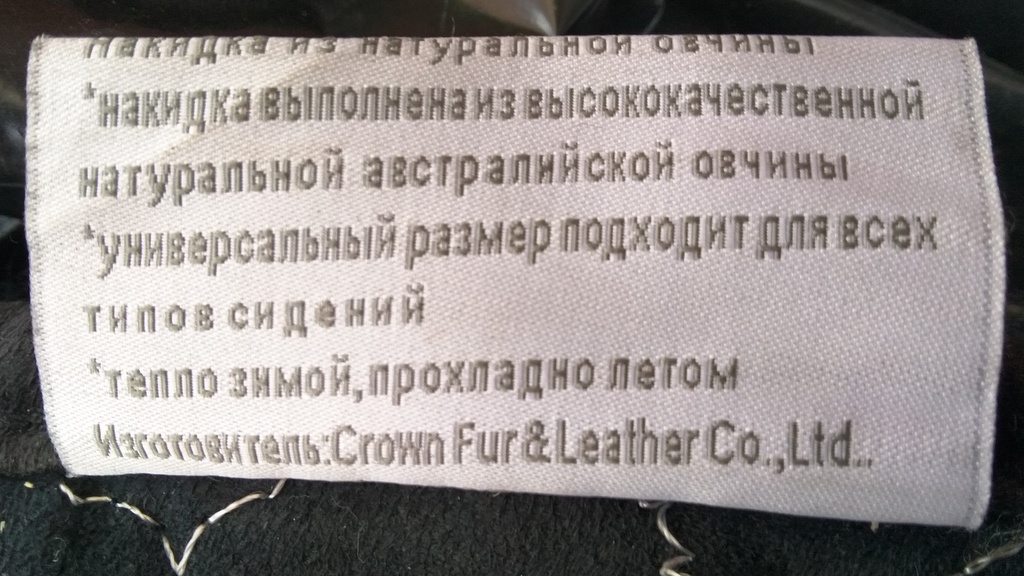 Накидка из натуральной овчины
*накидка выполнена из высококачественной
натуральной австралийской овчины
*универсальный размер подходит для всех
типов сидений
*тепло зимой,прохладно летом
Изготовитель:Crown Fur&Leather Co.,Ltd..